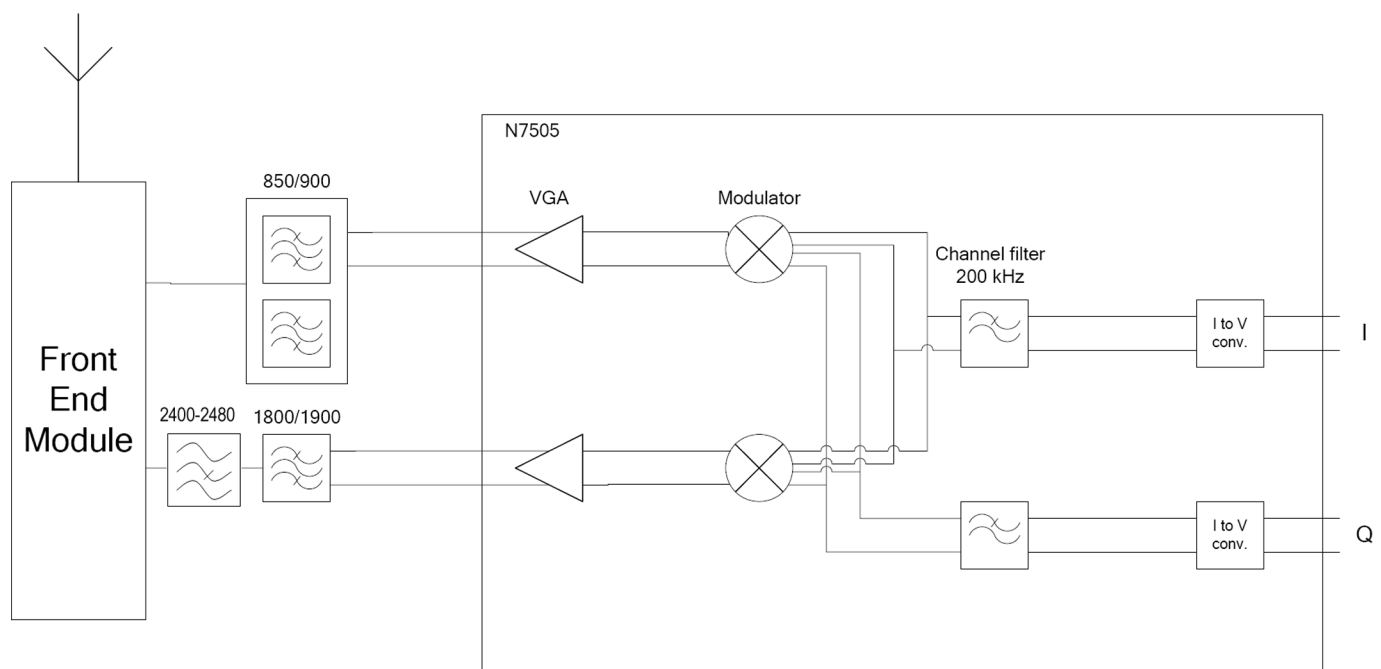 N7505
850/900
VGA
Modulator
Channel filter
200 kHz
I to V
conv.
I
Front
End
Module
2400-2480
1800/1900
I to V
conv.
Q